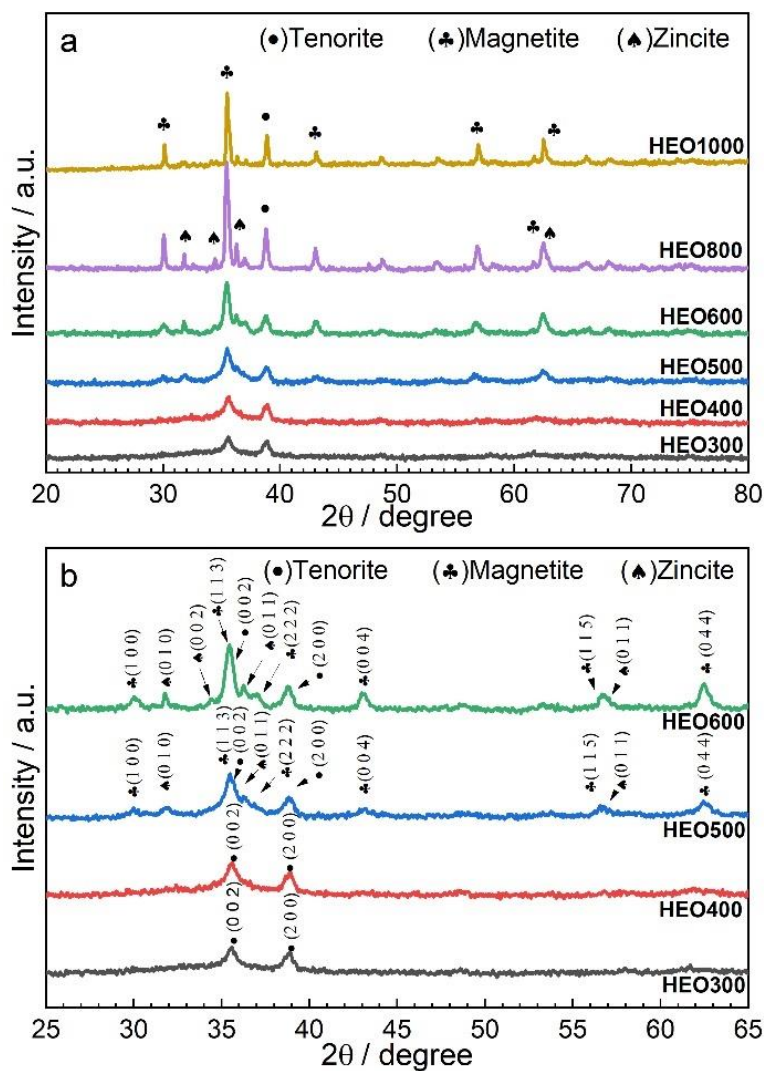 a (●)Tenorite (♣)Magnetite (♠)Zincite
♣
♣ ● ♣ ♣ ♣
HEO1000
♠ ♠ ♠ ● ♣ ♠
HEO800
HEO600
HEO500
HEO400
HEO300
Intensity / a.u.
20 30 40 50 60 70 80
2θ / degree
b (●)Tenorite (♣)Magnetite (♠)Zincite
♣(1 0 0) ♠(0 1 0) ♠(0 0 2) ♣(1 1 3) ●(0 0 2) ♠(0 1 1) ♣(2 2 2) ●(2 0 0) ♣(0 0 4) ♣(1 1 5) ♠(0 1 1) ♣(0 4 4)
HEO600
♣(1 0 0) ♠(0 1 0) ♣(1 1 3) ●(0 0 2) ♠(0 1 1) ♣(2 2 2) ●(2 0 0) ♣(0 0 4) ♣(1 1 5) ♠(0 1 1) ♣(0 4 4)
HEO500
●(0 0 2) ●(2 0 0)
HEO400
●(0 0 2) ●(2 0 0)
HEO300
Intensity / a.u.
25 30 35 40 45 50 55 60 65
2θ / degree